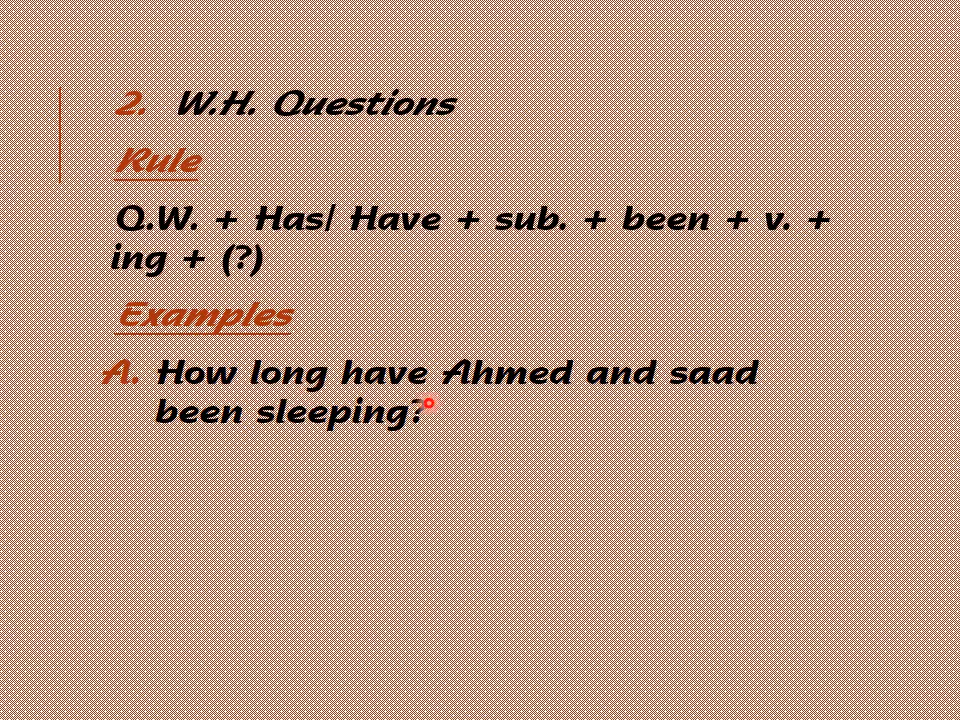 2. W.H. Questions
Rule
Q.W. + Has/ Have + sub. + been + v. +
ing + (?)
Examples
A. How long have Ahmed and saad
been sleeping?